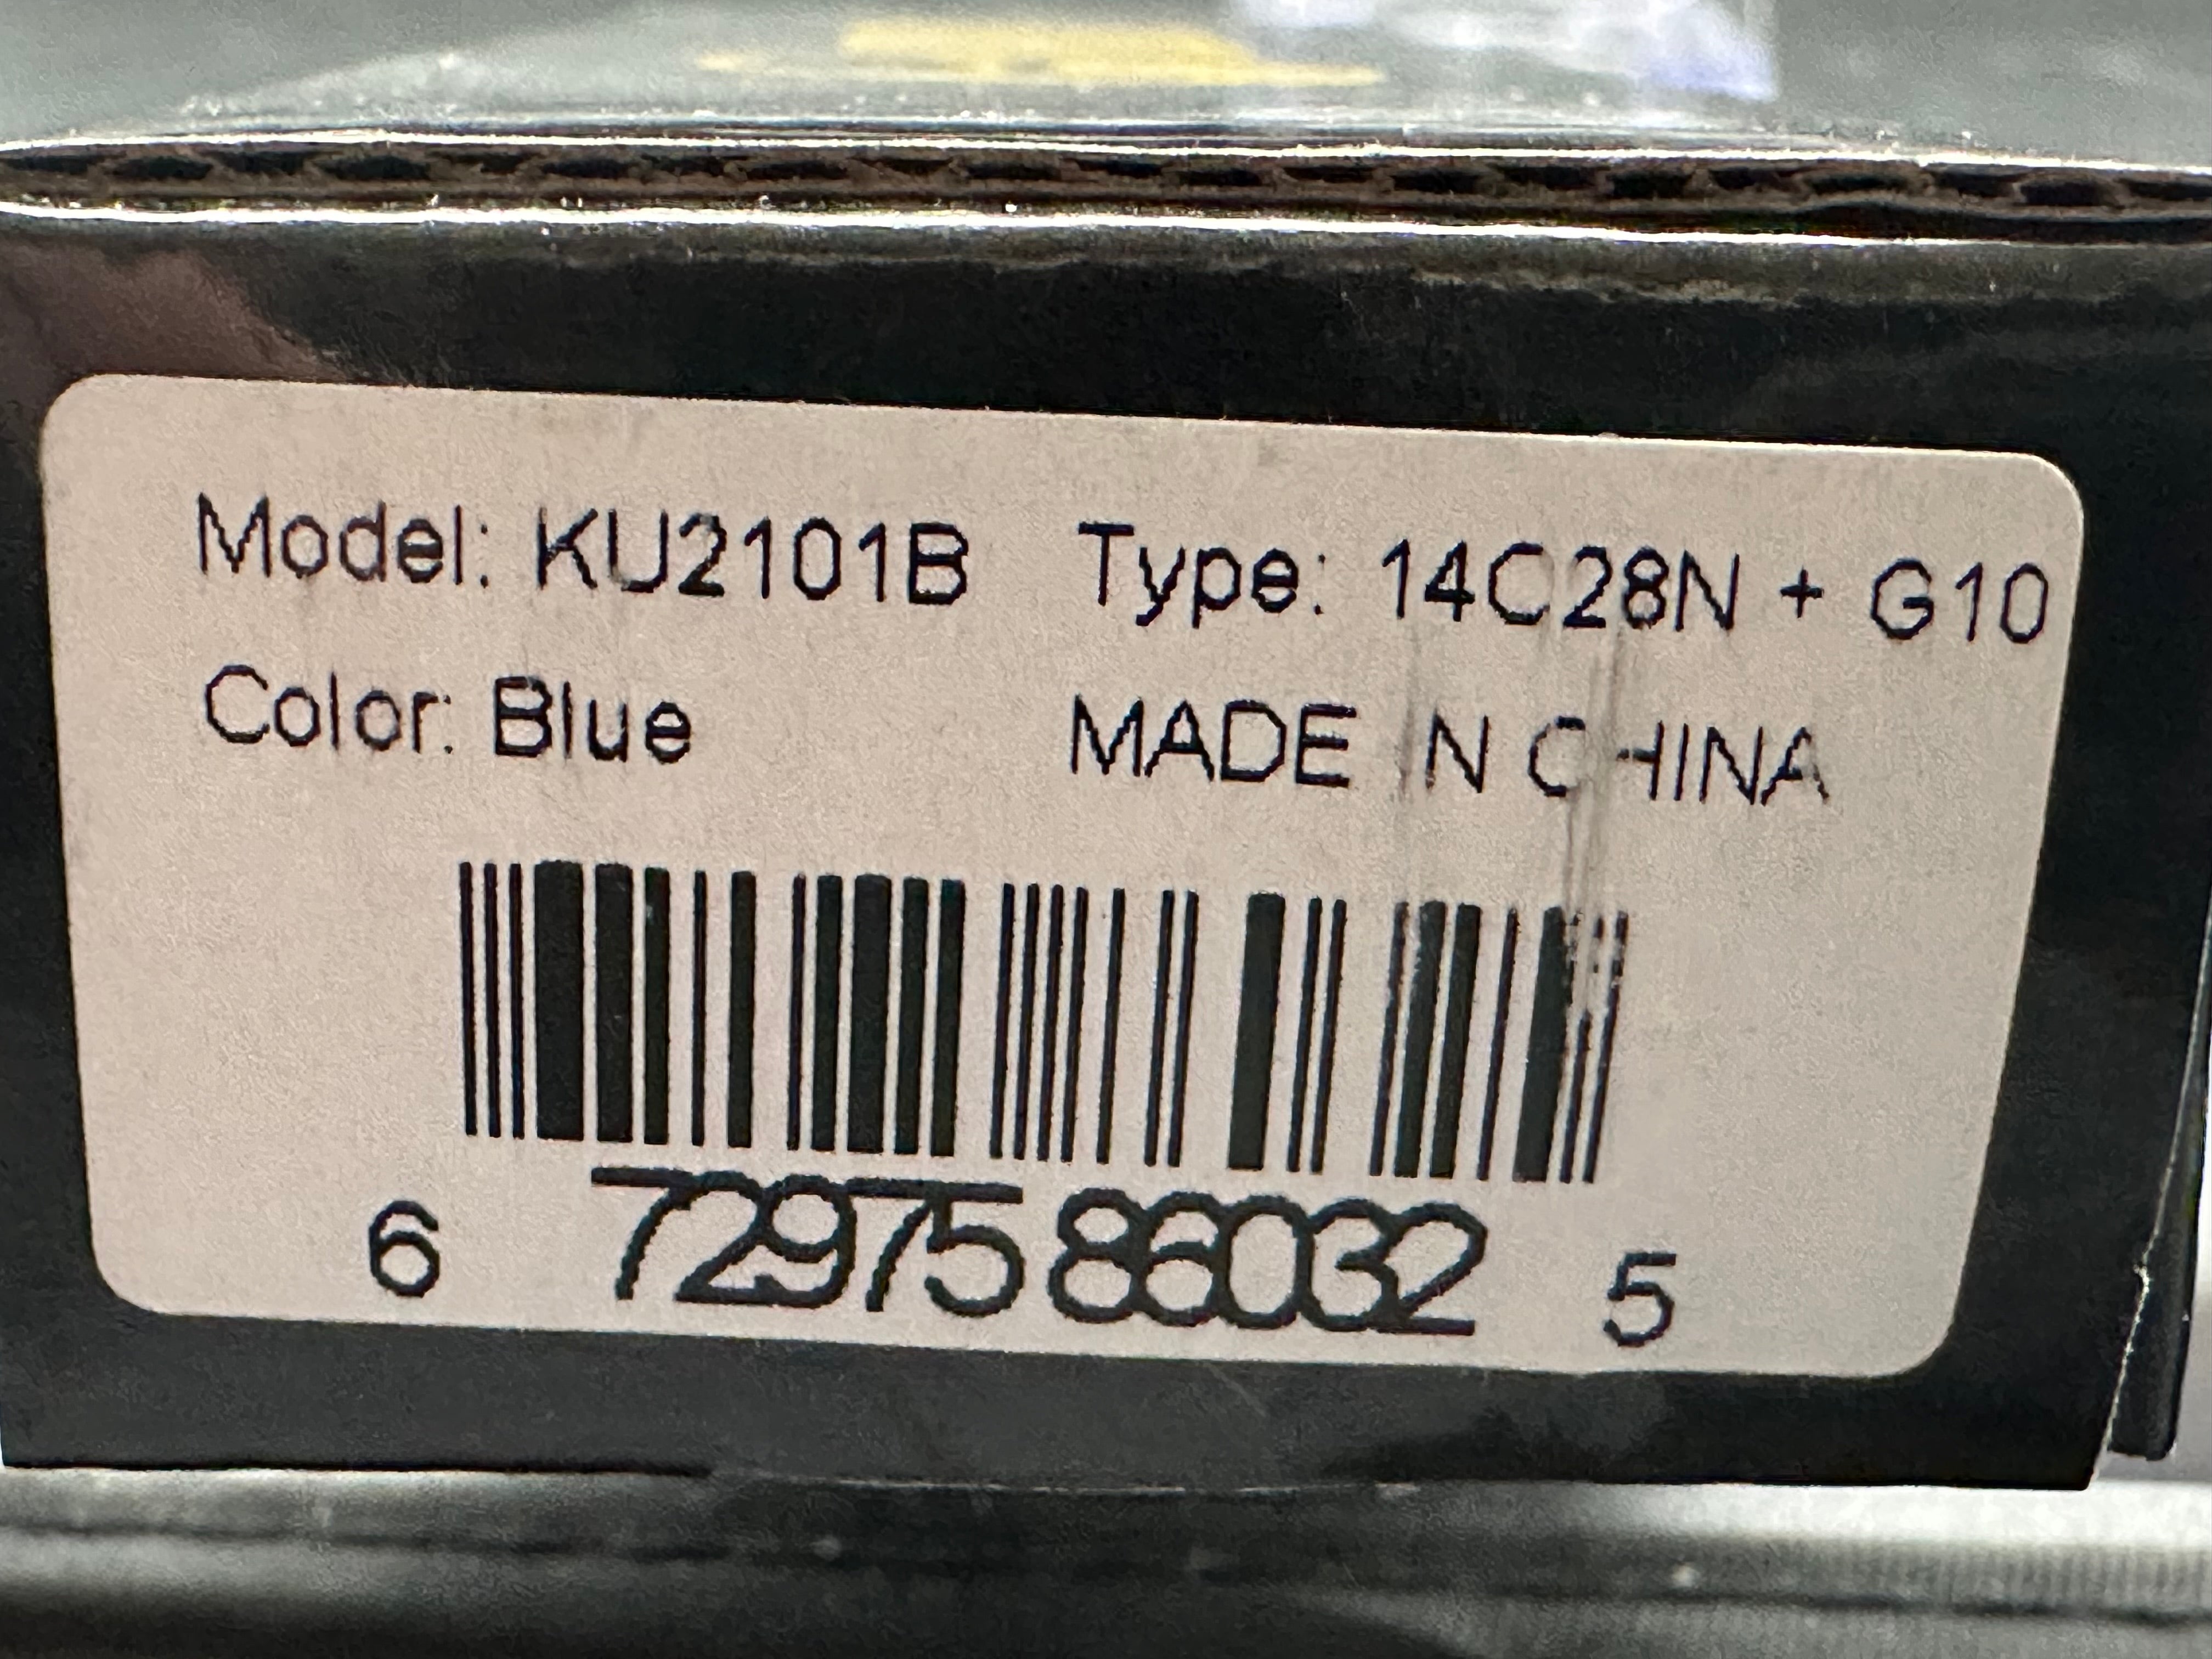 Model: KU2101B Type: 14C28N + G10
Color: Blue MADE IN CHINA
6 72975 86032 5